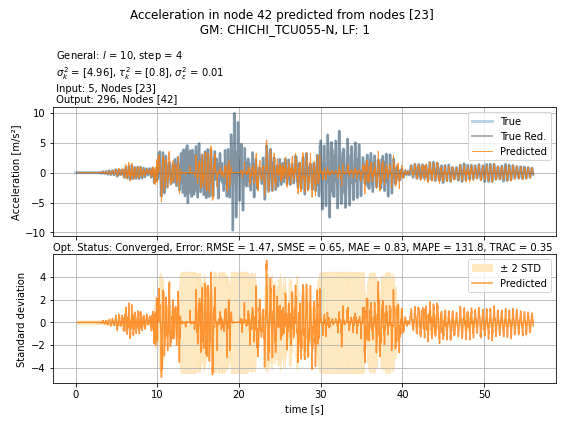 Acceleration in node 42 predicted from nodes [23]
GM: CHICHI_TCU055-N, LF: 1
General: l = 10, step = 4
σ²ₖ = [4.96], τ²ₖ = [0.8], σ²ₑ = 0.01
Input: 5, Nodes [23]
Output: 296, Nodes [42]
10
5
0
−5
−10
Acceleration [m/s²]
True
True Red.
Predicted
Opt. Status: Converged, Error: RMSE = 1.47, SMSE = 0.65, MAE = 0.83, MAPE = 131.8, TRAC = 0.35
4
2
0
−2
−4
Standard deviation
± 2 STD
Predicted
0 10 20 30 40 50
time [s]